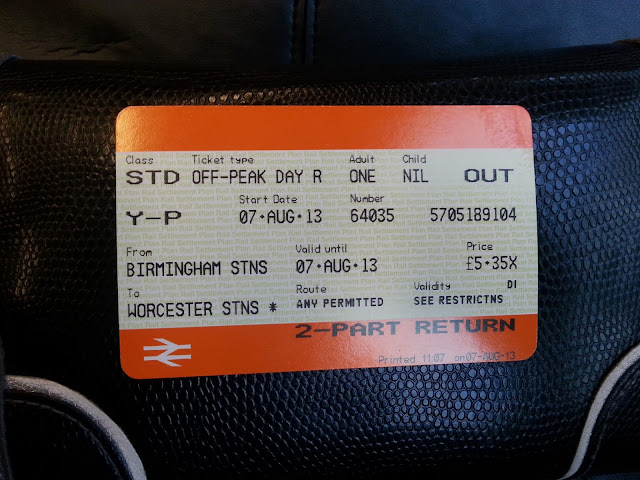 Class Ticket type Adult Child
STD OFF-PEAK DAY R ONE NIL OUT
Start Date Number
Y-P 07·AUG·13 64035 5705189104
From Valid until Price
BIRMINGHAM STNS 07·AUG·13 £5·35X
To Route Validity DI
WORCESTER STNS * ANY PERMITTED SEE RESTRICTNS
2-PART RETURN
Printed 11:07 on 07-AUG-13